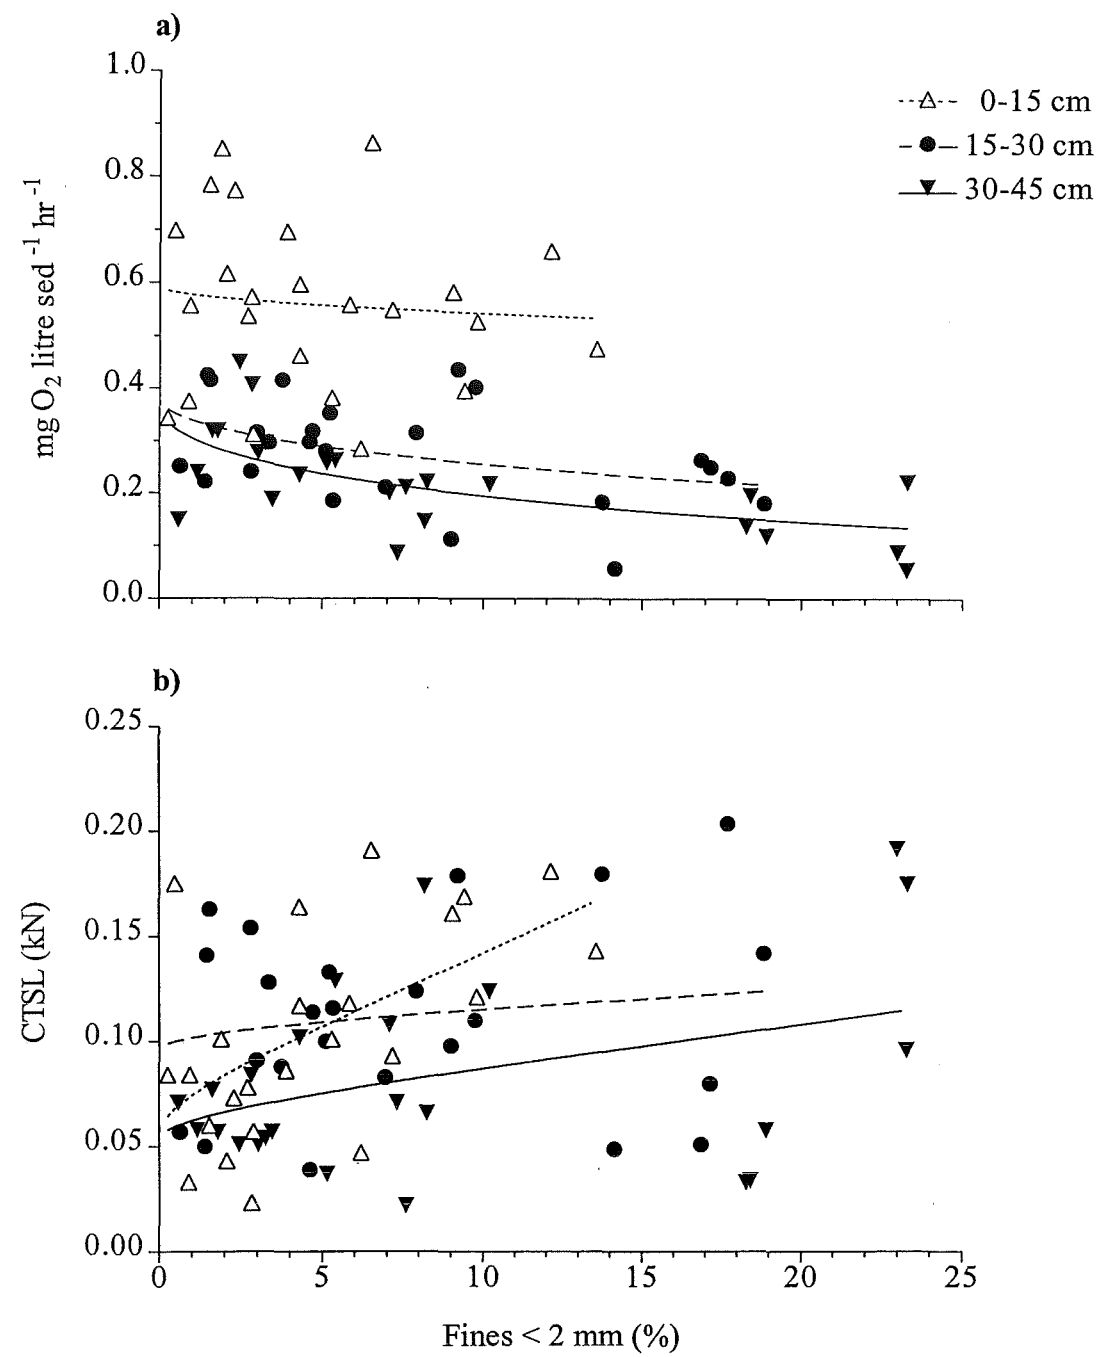 a)
1.0
0.8
0.6
0.4
0.2
0.0
mg O₂ litre sed⁻¹ hr⁻¹
0-15 cm
15-30 cm
30-45 cm
b)
0.25
0.20
0.15
0.10
0.05
0.00
CTSL (kN)
0 5 10 15 20 25
Fines < 2 mm (%)